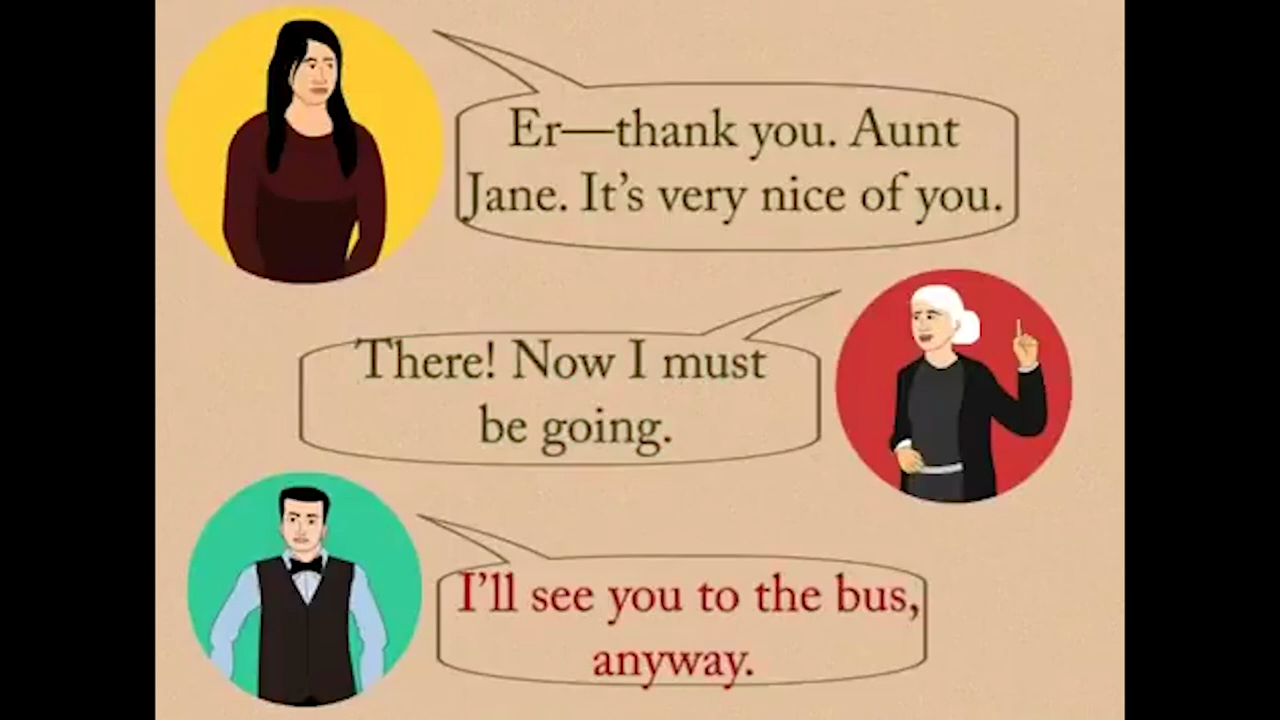 Er—thank you. Aunt
Jane. It’s very nice of you.
There! Now I must
be going.
I’ll see you to the bus,
anyway.